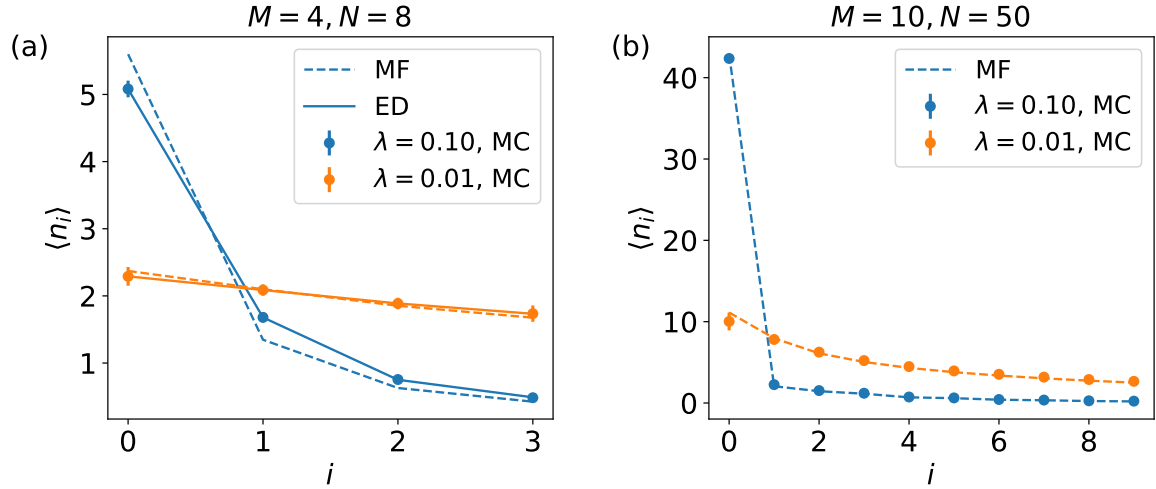 M = 4, N = 8
(a)
MF
ED
λ = 0.10, MC
λ = 0.01, MC
5
4
3
2
1
⟨n_i⟩
0 1 2 3
i
M = 10, N = 50
(b)
MF
λ = 0.10, MC
λ = 0.01, MC
40
30
20
10
0
⟨n_i⟩
0 2 4 6 8
i